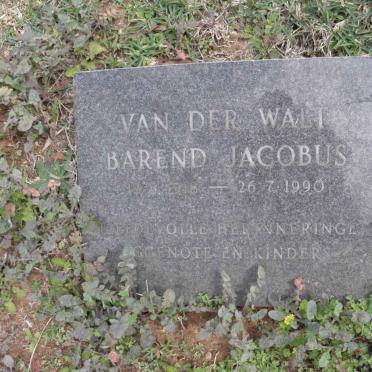 VAN DER WALT
BAREND JACOBUS
— 26.7.1990
HERINNERINGE
EN KINDERS